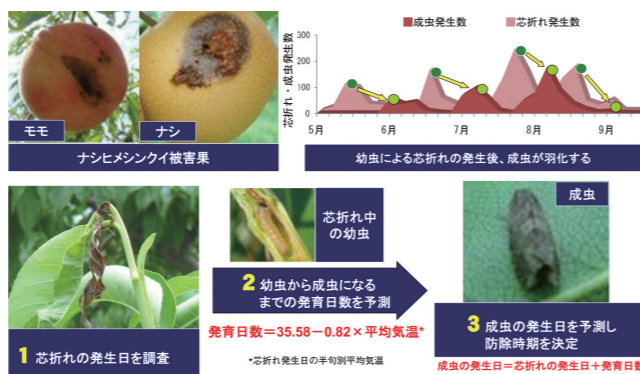 モモ
ナシ
ナシヒメシンクイ被害果
芯折れ・成虫発生数
成虫発生数
芯折れ発生数
300
200
100
0
5月
6月
7月
8月
9月
幼虫による芯折れの発生後、成虫が羽化する
1 芯折れの発生日を調査
芯折れ中
の幼虫
2 幼虫から成虫になる
までの発育日数を予測
発育日数=35.58-0.82×平均気温*
*芯折れ発生日の半旬別平均気温
成虫
3 成虫の発生日を予測し
防除時期を決定
成虫の発生日=芯折れの発生日+発育日数